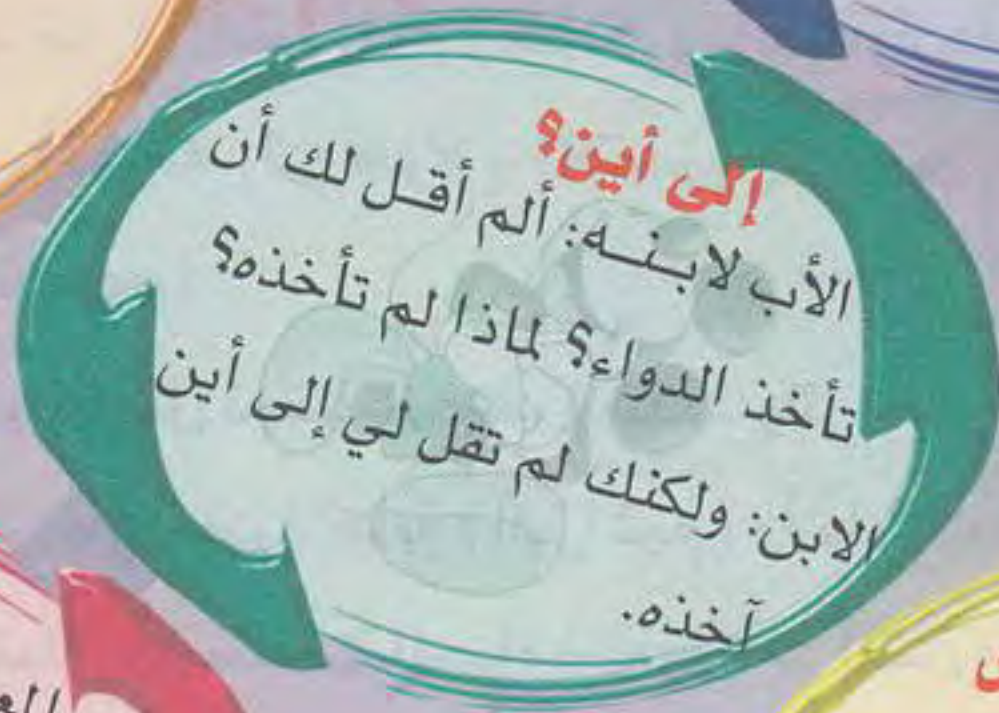 إلى أين؟
الأب لابنه: ألم أقل لك أن
تأخذ الدواء؟ لماذا لم تأخذه؟
الابن: ولكنك لم تقل لي إلى أين
آخذه.